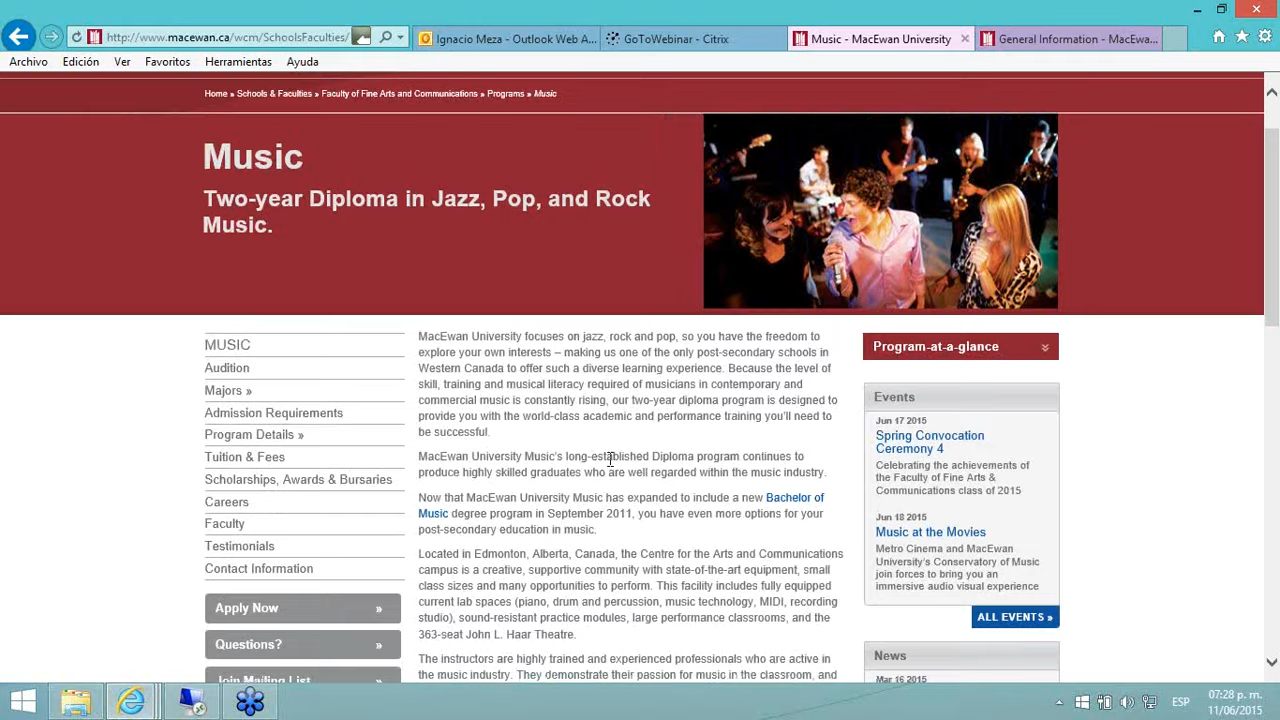 http://www.macewan.ca/wcm/SchoolsFaculties/
Ignacio Meza - Outlook Web A...
GoToWebinar - Citrix
Music - MacEwan University
General Information - MacEwa...
Archivo Edición Ver Favoritos Herramientas Ayuda
Home » Schools & Faculties » Faculty of Fine Arts and Communications » Programs » Music
Music
Two-year Diploma in Jazz, Pop, and Rock
Music.
MUSIC
Audition
Majors »
Admission Requirements
Program Details »
Tuition & Fees
Scholarships, Awards & Bursaries
Careers
Faculty
Testimonials
Contact Information
Apply Now »
Questions? »
Join Mailing List
MacEwan University focuses on jazz, rock and pop, so you have the freedom to
explore your own interests – making us one of the only post-secondary schools in
Western Canada to offer such a diverse learning experience. Because the level of
skill, training and musical literacy required of musicians in contemporary and
commercial music is constantly rising, our two-year diploma program is designed to
provide you with the world-class academic and performance training you'll need to
be successful.
MacEwan University Music's long-established Diploma program continues to
produce highly skilled graduates who are well regarded within the music industry.
Now that MacEwan University Music has expanded to include a new Bachelor of
Music degree program in September 2011, you have even more options for your
post-secondary education in music.
Located in Edmonton, Alberta, Canada, the Centre for the Arts and Communications
campus is a creative, supportive community with state-of-the-art equipment, small
class sizes and many opportunities to perform. This facility includes fully equipped
current lab spaces (piano, drum and percussion, music technology, MIDI, recording
studio), sound-resistant practice modules, large performance classrooms, and the
363-seat John L. Haar Theatre.
The instructors are highly trained and experienced professionals who are active in
the music industry. They demonstrate their passion for music in the classroom, and
Program-at-a-glance
Events
Jun 17 2015
Spring Convocation
Ceremony 4
Celebrating the achievements of
the Faculty of Fine Arts &
Communications class of 2015
Jun 18 2015
Music at the Movies
Metro Cinema and MacEwan
University's Conservatory of Music
join forces to bring you an
immersive audio visual experience
ALL EVENTS »
News
Mar 16 2015
ESP
07:28 p. m.
11/06/2015